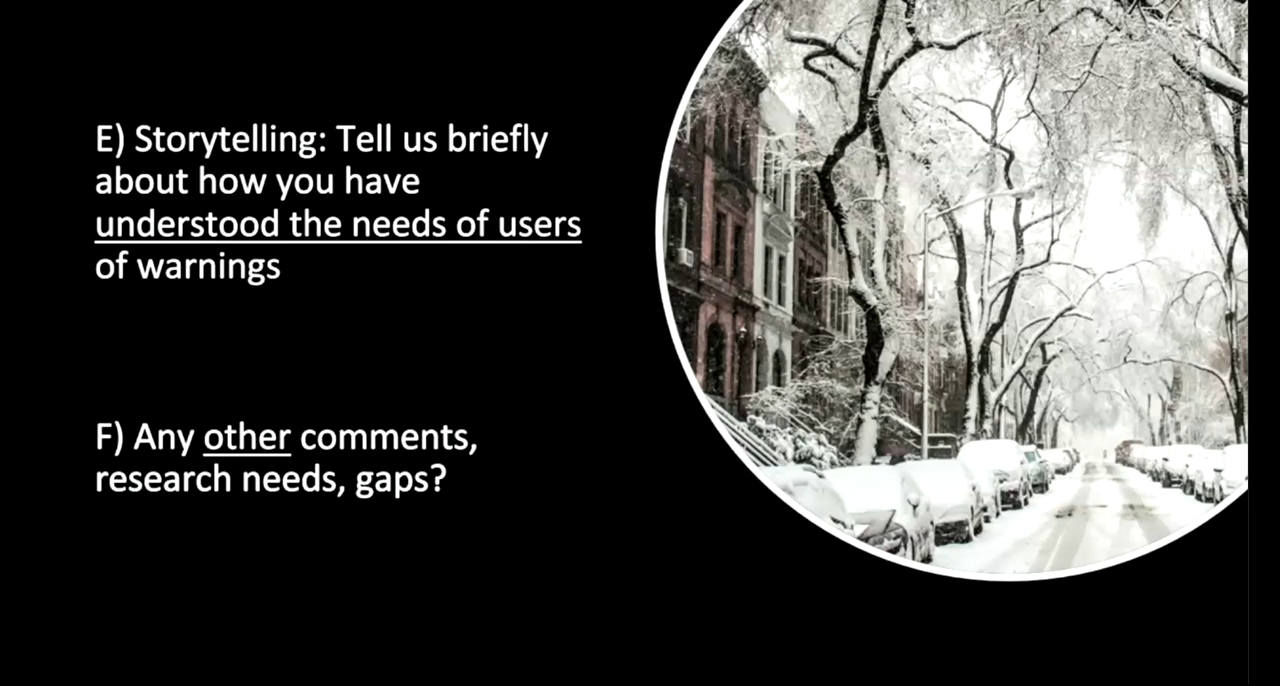 E) Storytelling: Tell us briefly
about how you have
understood the needs of users
of warnings
F) Any other comments,
research needs, gaps?